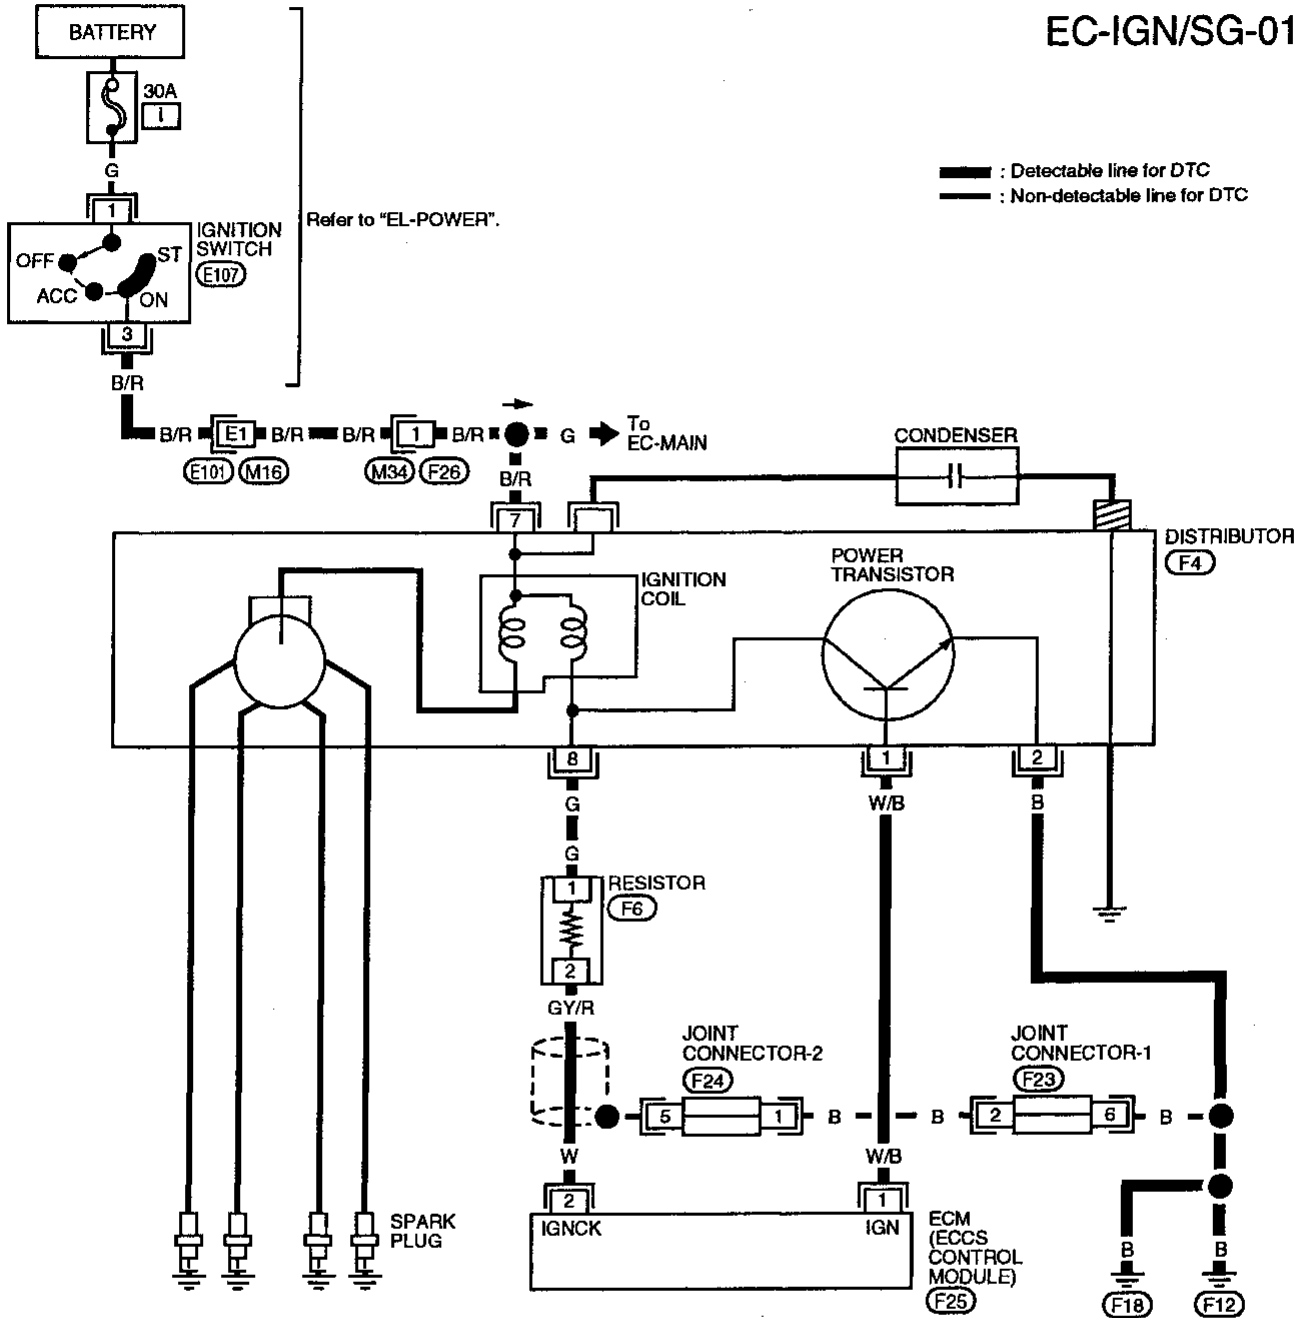 EC-IGN/SG-01
BATTERY
30A
1
G
: Detectable line for DTC
: Non-detectable line for DTC
1
IGNITION
SWITCH
E107
Refer to "EL-POWER".
OFF
ST
ACC
ON
3
B/R
B/R E1 B/R B/R 1 B/R G
To
EC-MAIN
E101 M16 M34 F26
B/R
CONDENSER
7
DISTRIBUTOR
F4
IGNITION
COIL
POWER
TRANSISTOR
8 1 2
G W/B B
G
1
RESISTOR
F6
2
GY/R
JOINT
CONNECTOR-2
F24
JOINT
CONNECTOR-1
F23
5 1 B B 2 6 B
W W/B
2 1
IGNCK IGN
ECM
(ECCS
CONTROL
MODULE)
F25
SPARK
PLUG
B B
F18 F12